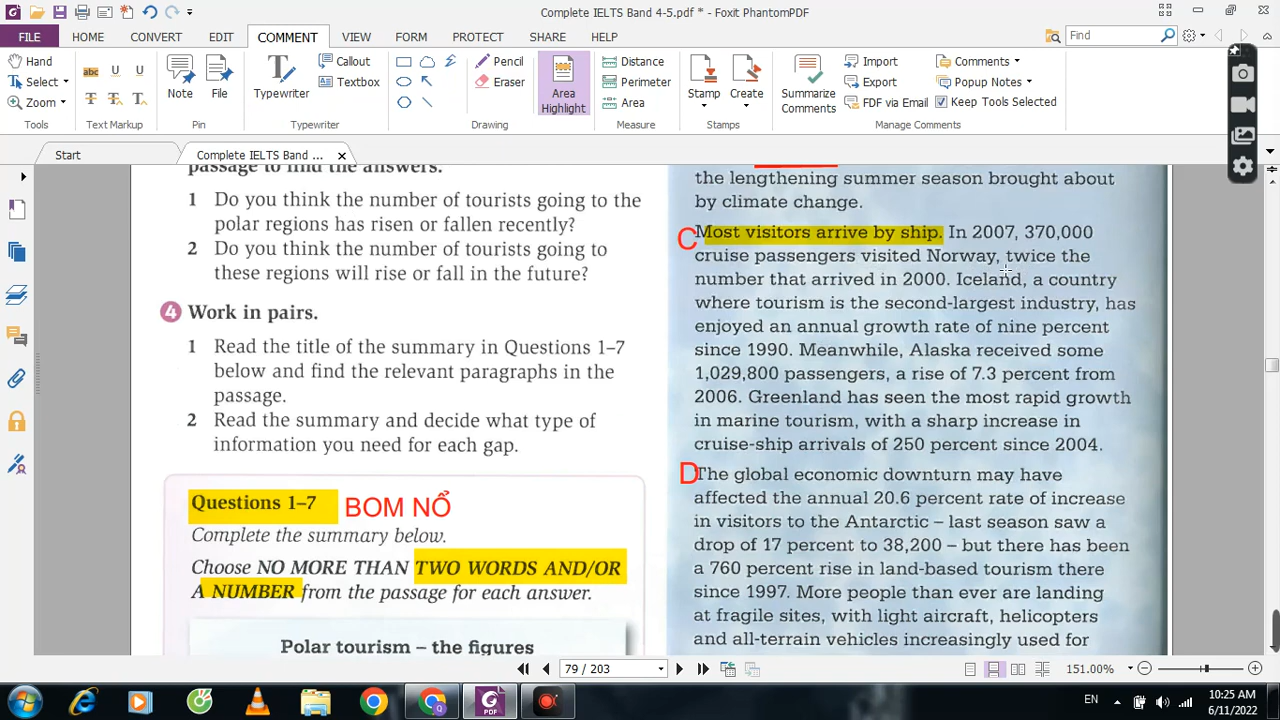 Complete IELTS Band 4-5.pdf * - Foxit PhantomPDF
FILE HOME CONVERT EDIT COMMENT VIEW FORM PROTECT SHARE HELP
Find
Hand
Select
Zoom
Tools
abc U U
T T T
Text Markup
Note
File
Pin
Typewriter
Callout
Textbox
Typewriter
Pencil
Eraser
Area Highlight
Drawing
Distance
Perimeter
Area
Measure
Stamp
Create
Stamps
Summarize Comments
Import
Export
FDF via Email
Comments
Popup Notes
Keep Tools Selected
Manage Comments
Start
Complete IELTS Band ...
passage to find the answers.
1 Do you think the number of tourists going to the
polar regions has risen or fallen recently?
2 Do you think the number of tourists going to
these regions will rise or fall in the future?
4 Work in pairs.
1 Read the title of the summary in Questions 1–7
below and find the relevant paragraphs in the
passage.
2 Read the summary and decide what type of
information you need for each gap.
Questions 1–7 BOM NỔ
Complete the summary below.
Choose NO MORE THAN TWO WORDS AND/OR
A NUMBER from the passage for each answer.
Polar tourism – the figures
the lengthening summer season brought about
by climate change.
C Most visitors arrive by ship. In 2007, 370,000
cruise passengers visited Norway, twice the
number that arrived in 2000. Iceland, a country
where tourism is the second-largest industry, has
enjoyed an annual growth rate of nine percent
since 1990. Meanwhile, Alaska received some
1,029,800 passengers, a rise of 7.3 percent from
2006. Greenland has seen the most rapid growth
in marine tourism, with a sharp increase in
cruise-ship arrivals of 250 percent since 2004.
D The global economic downturn may have
affected the annual 20.6 percent rate of increase
in visitors to the Antarctic – last season saw a
drop of 17 percent to 38,200 – but there has been
a 760 percent rise in land-based tourism there
since 1997. More people than ever are landing
at fragile sites, with light aircraft, helicopters
and all-terrain vehicles increasingly used for
79 / 203
151.00%
EN
10:25 AM
6/11/2022